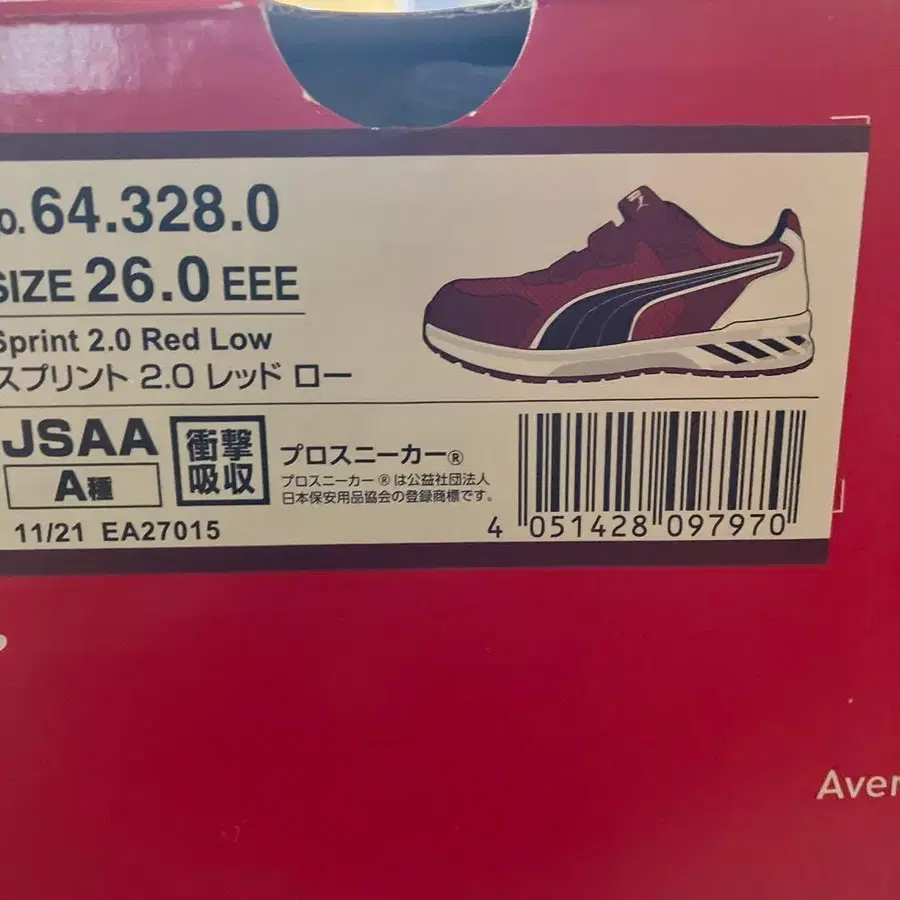 o. 64.328.0
SIZE 26.0 EEE
Sprint 2.0 Red Low
スプリント 2.0 レッド ロー
JSAA
A種
衝撃
吸収
プロスニーカー®
プロスニーカー®は公益社団法人
日本保安用品協会の登録商標です。
11/21 EA27015
4 051428 097970
Aver